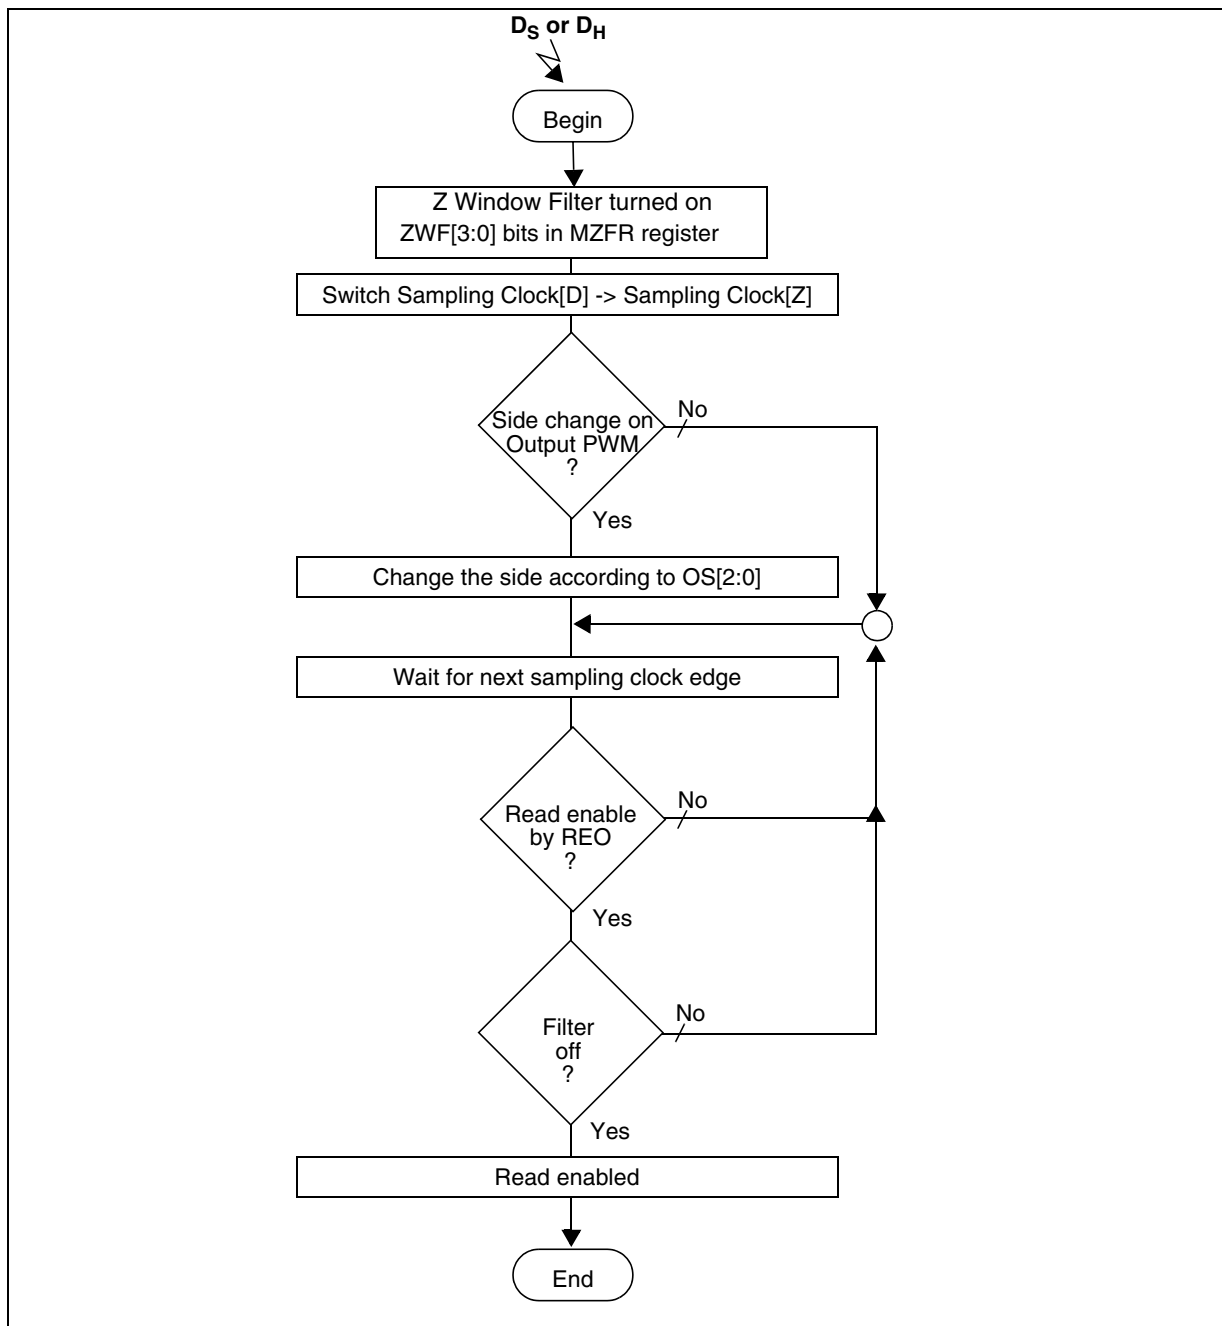 D_S or D_H
Begin
Z Window Filter turned on
ZWF[3:0] bits in MZFR register
Switch Sampling Clock[D] -> Sampling Clock[Z]
Side change on
Output PWM
?
No
Yes
Change the side according to OS[2:0]
Wait for next sampling clock edge
Read enable
by REO
?
No
Yes
Filter
off
?
No
Yes
Read enabled
End